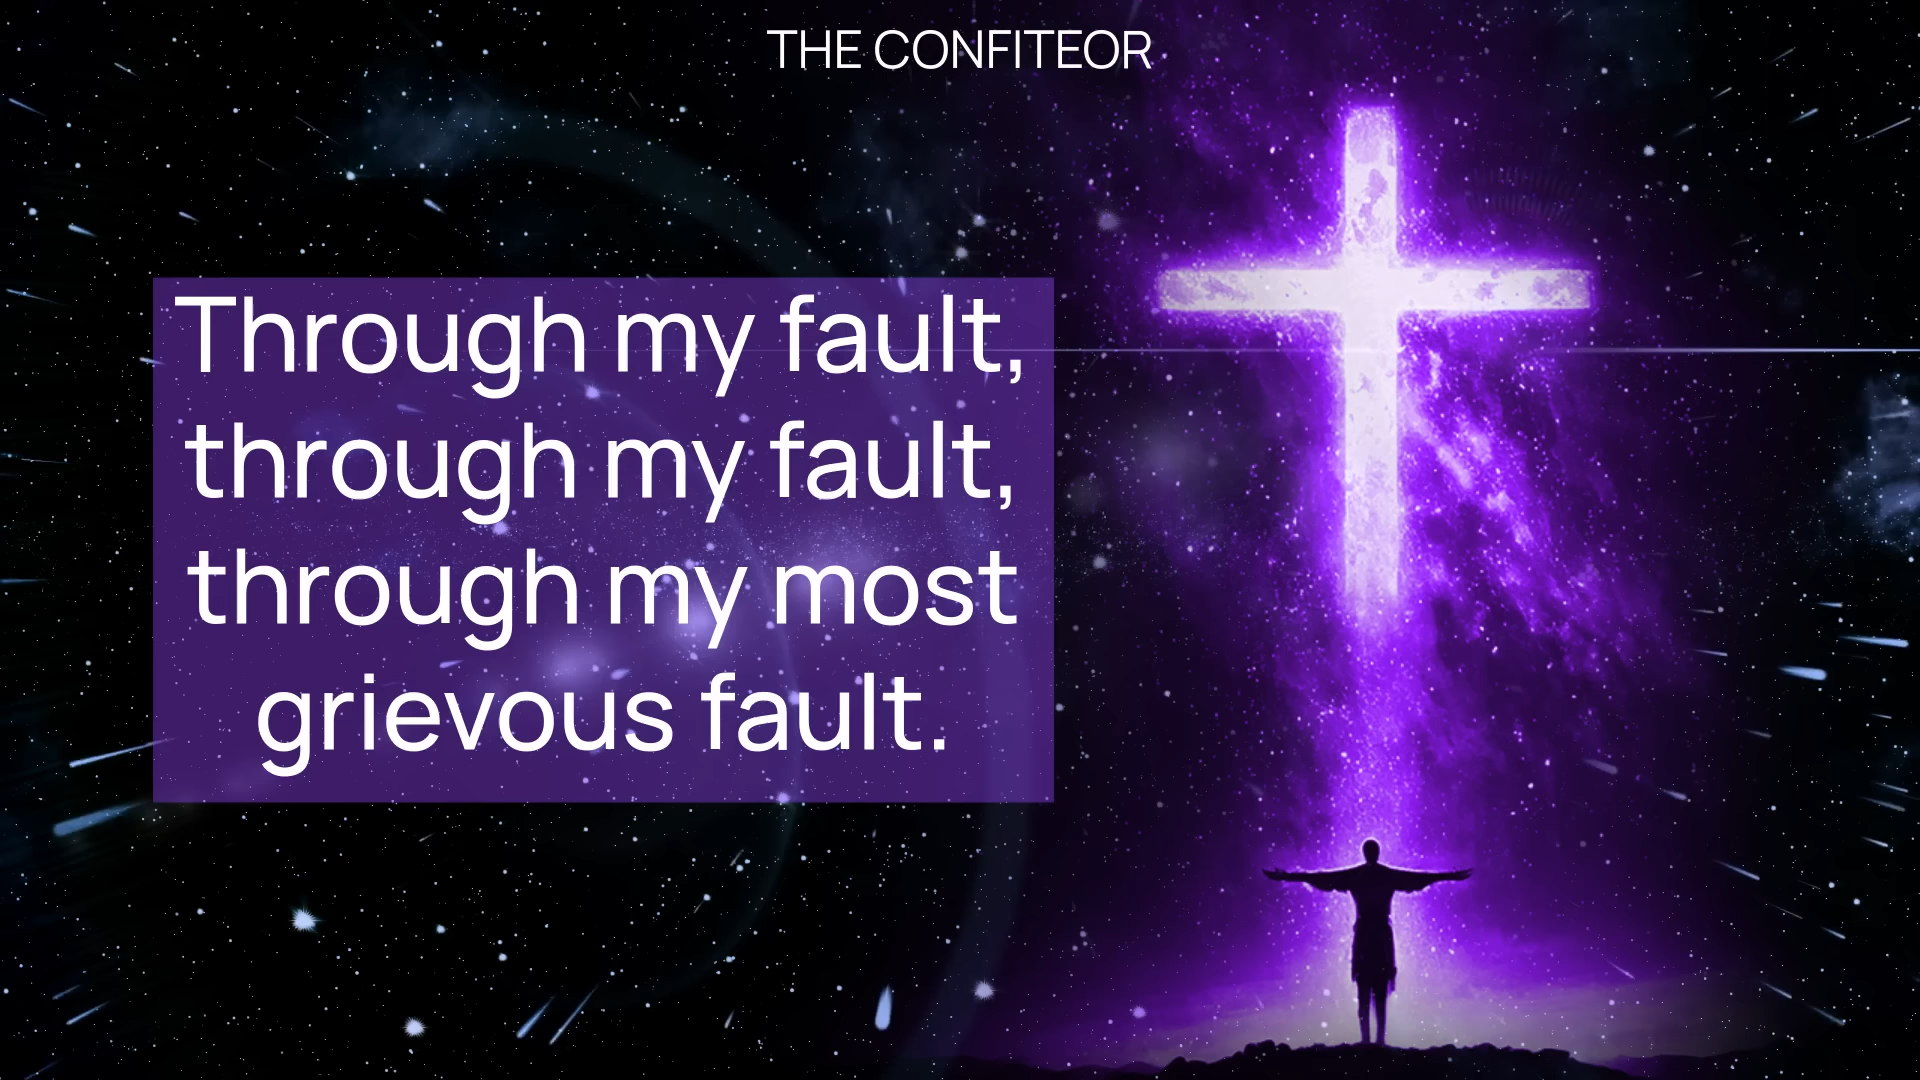 THE CONFITEOR
Through my fault,
through my fault,
through my most
grievous fault.